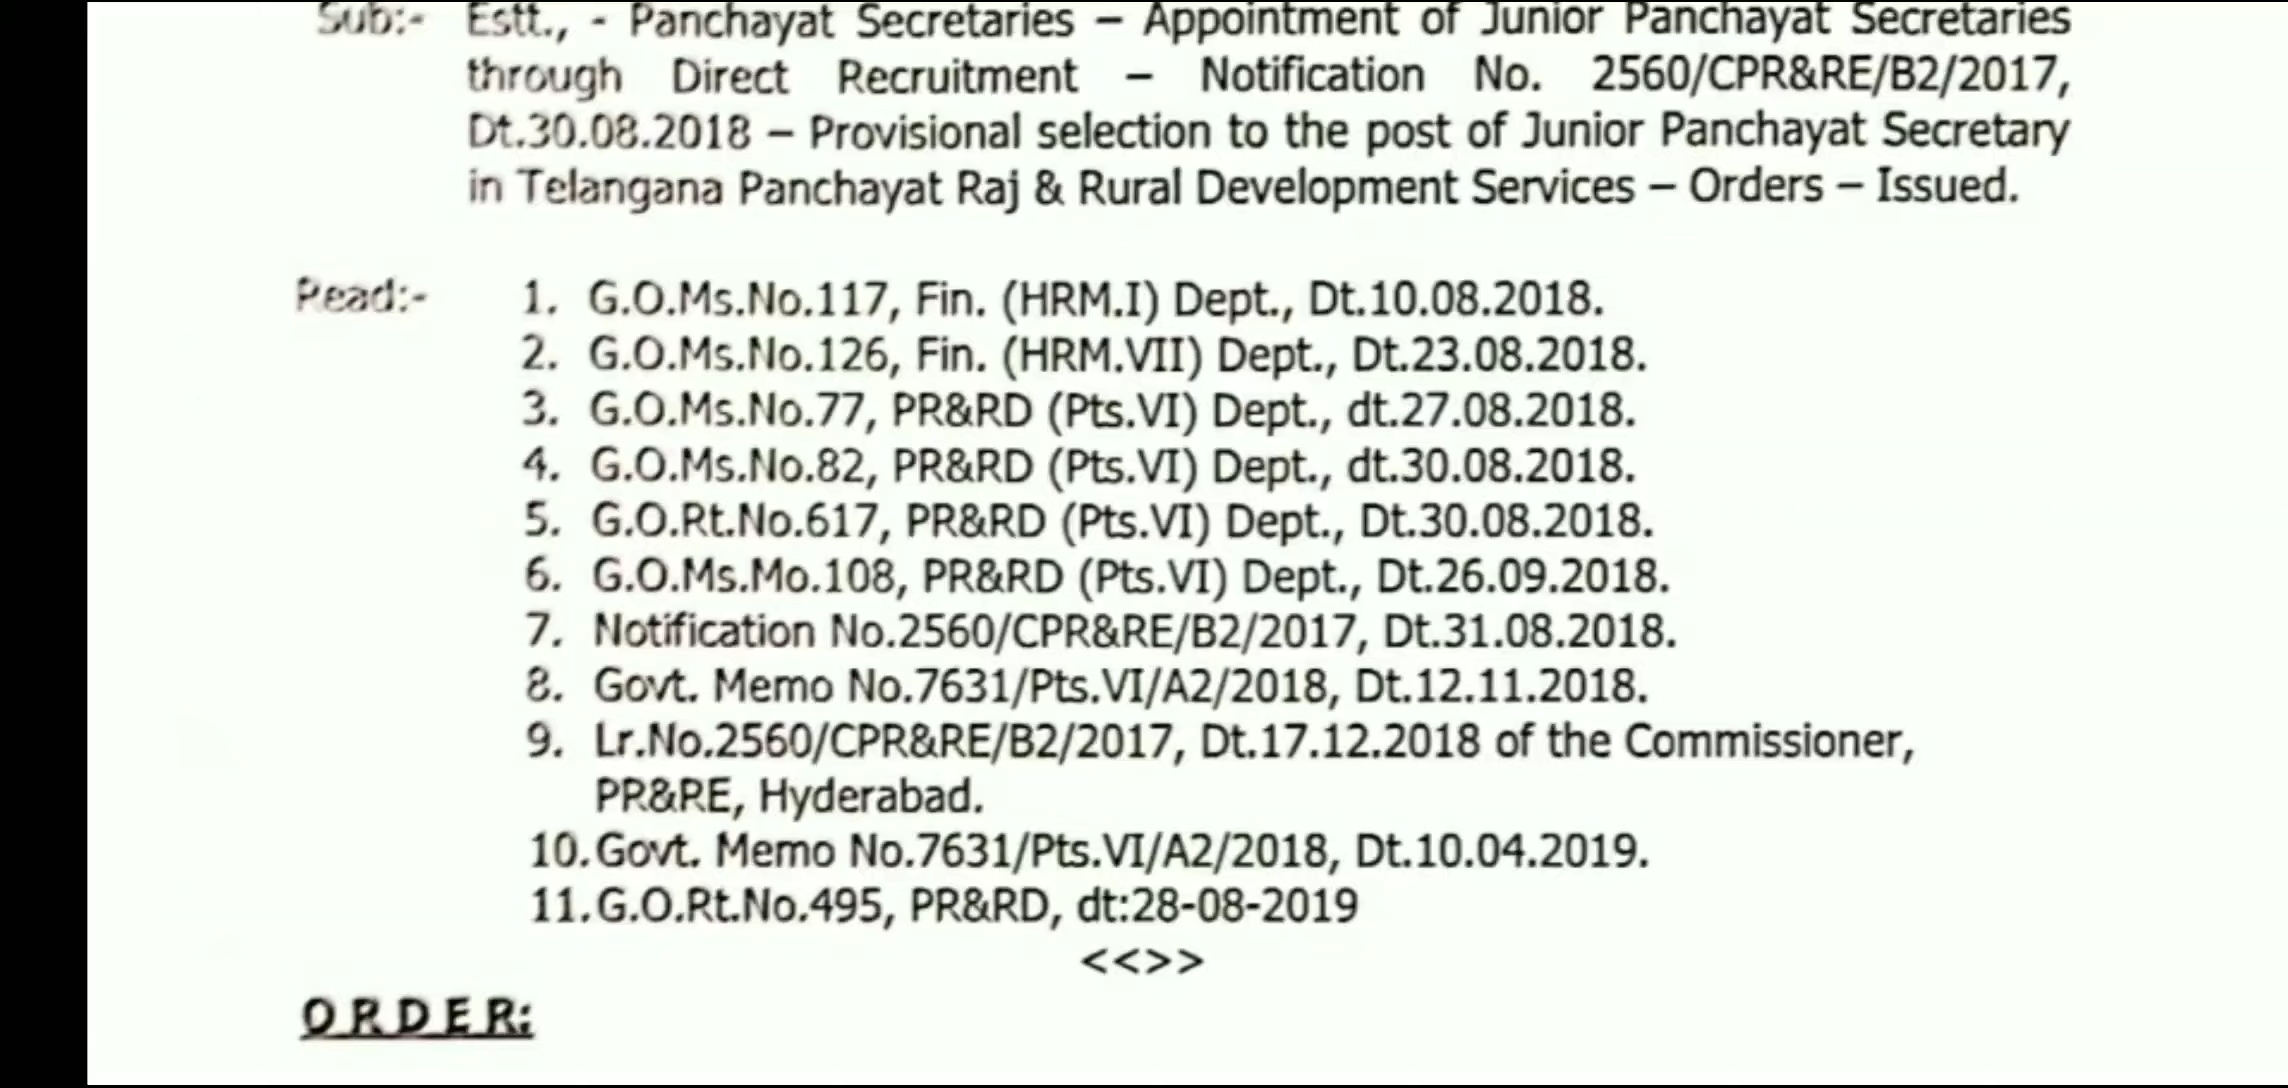 Sub:- Estt., - Panchayat Secretaries – Appointment of Junior Panchayat Secretaries
through Direct Recruitment – Notification No. 2560/CPR&RE/B2/2017,
Dt.30.08.2018 – Provisional selection to the post of Junior Panchayat Secretary
in Telangana Panchayat Raj & Rural Development Services – Orders – Issued.
Read:- 1. G.O.Ms.No.117, Fin. (HRM.I) Dept., Dt.10.08.2018.
2. G.O.Ms.No.126, Fin. (HRM.VII) Dept., Dt.23.08.2018.
3. G.O.Ms.No.77, PR&RD (Pts.VI) Dept., dt.27.08.2018.
4. G.O.Ms.No.82, PR&RD (Pts.VI) Dept., dt.30.08.2018.
5. G.O.Rt.No.617, PR&RD (Pts.VI) Dept., Dt.30.08.2018.
6. G.O.Ms.Mo.108, PR&RD (Pts.VI) Dept., Dt.26.09.2018.
7. Notification No.2560/CPR&RE/B2/2017, Dt.31.08.2018.
8. Govt. Memo No.7631/Pts.VI/A2/2018, Dt.12.11.2018.
9. Lr.No.2560/CPR&RE/B2/2017, Dt.17.12.2018 of the Commissioner,
PR&RE, Hyderabad.
10. Govt. Memo No.7631/Pts.VI/A2/2018, Dt.10.04.2019.
11. G.O.Rt.No.495, PR&RD, dt:28-08-2019
<<>>
O R D E R: